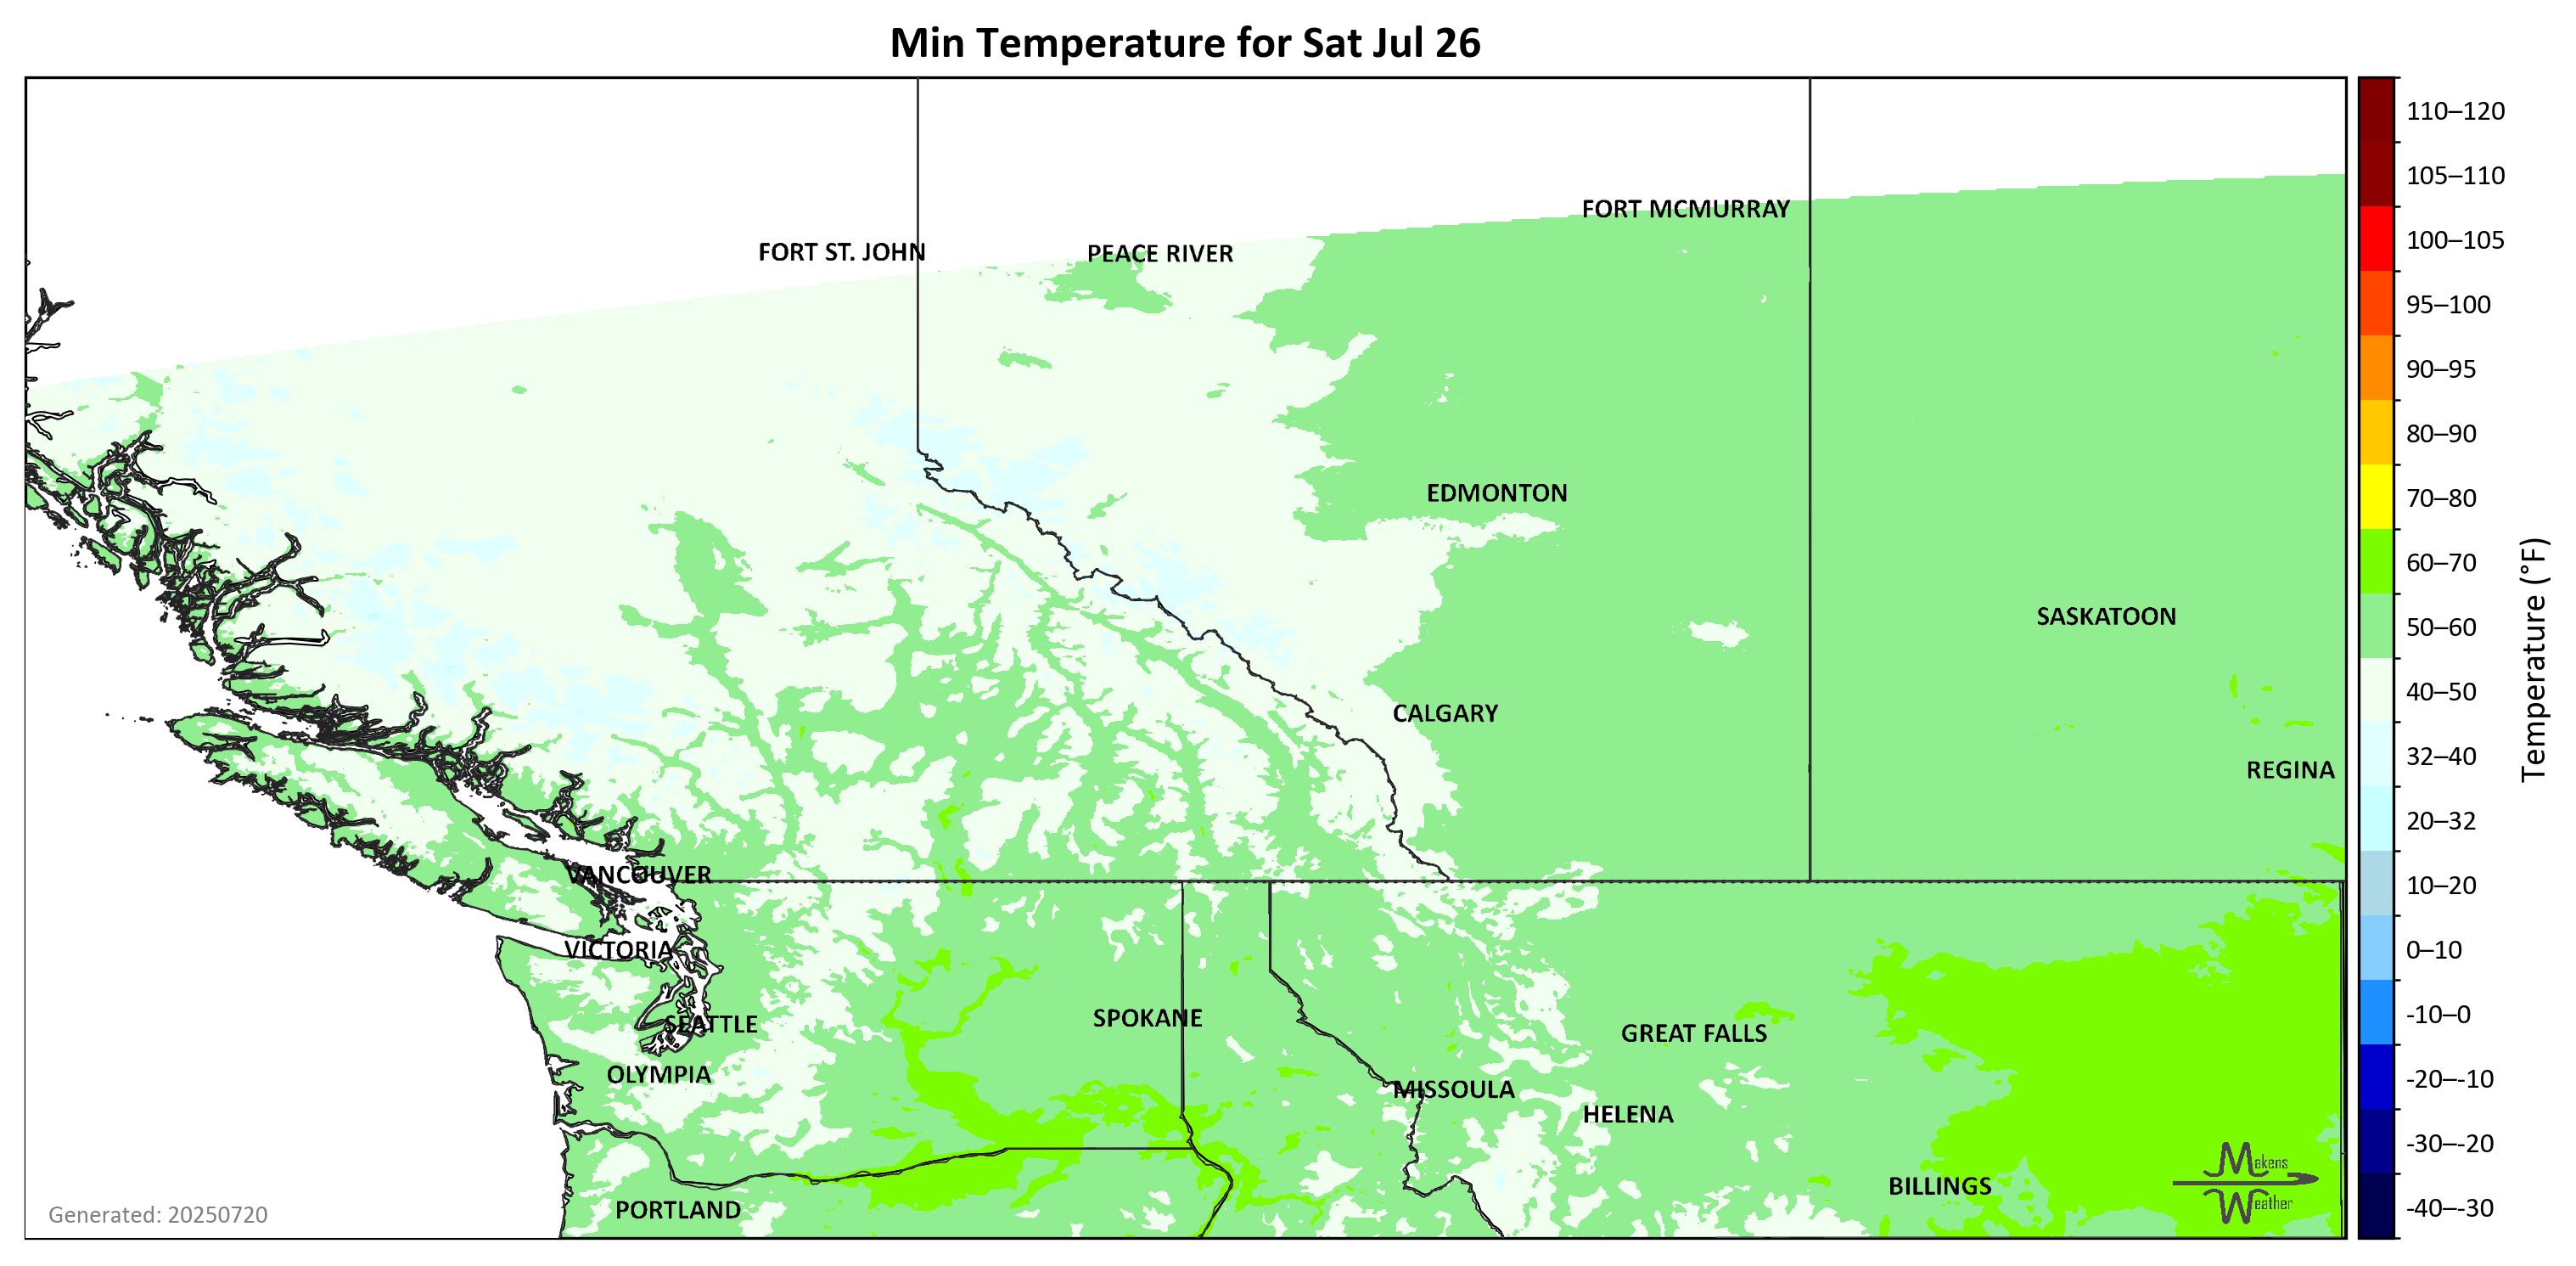 Min Temperature for Sat Jul 26
110–120
105–110
FORT MCMURRAY
100–105
FORT ST. JOHN
PEACE RIVER
95–100
90–95
80–90
EDMONTON
70–80
60–70
SASKATOON
50–60
Temperature (°F)
40–50
CALGARY
32–40
REGINA
20–32
VANCOUVER
10–20
VICTORIA
0–10
SEATTLE
SPOKANE
GREAT FALLS
-10–0
OLYMPIA
MISSOULA
-20–-10
HELENA
-30–-20
Makens
BILLINGS
Weather
PORTLAND
-40–-30
Generated: 20250720